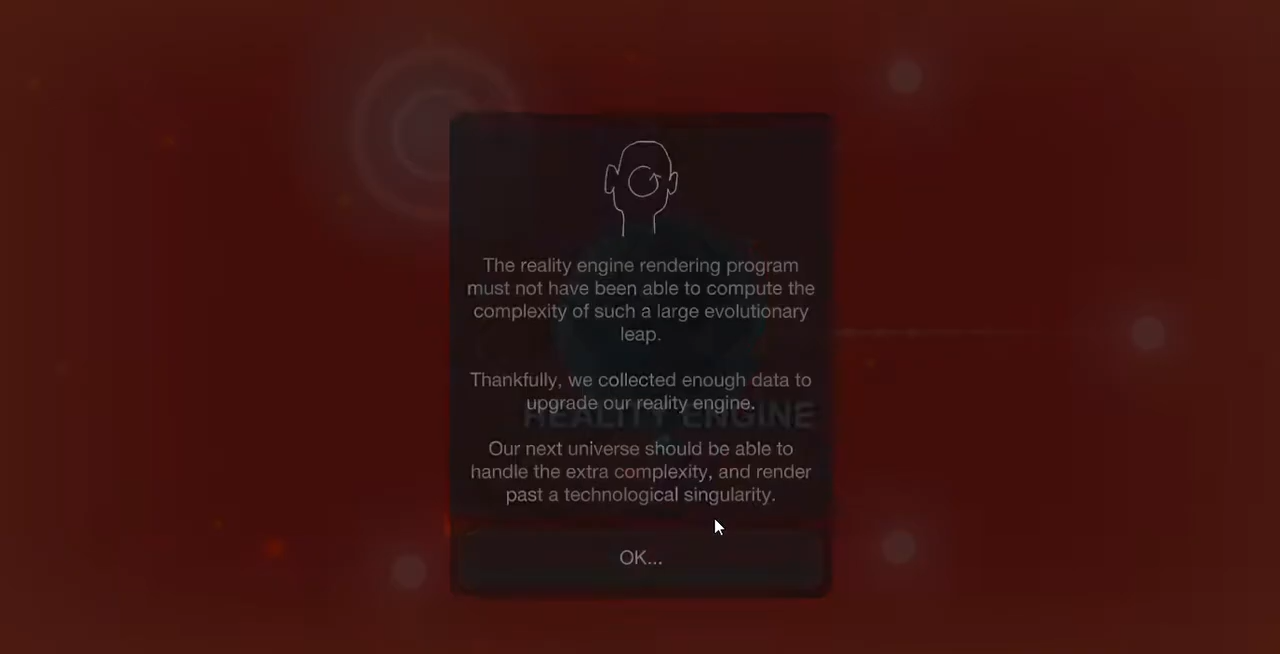 The reality engine rendering program
must not have been able to compute the
complexity of such a large evolutionary
leap.
Thankfully, we collected enough data to
upgrade our reality engine.
REALITY ENGINE
Our next universe should be able to
handle the extra complexity, and render
past a technological singularity.
OK...